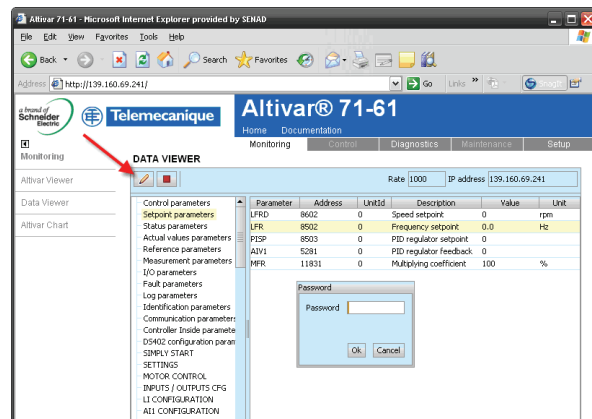 Altivar 71-61 - Microsoft Internet Explorer provided by SENAD
File Edit View Favorites Tools Help
Back Search Favorites
Address http://139.160.69.241/ Go Links SnagIt
a brand of
Schneider
Electric
Telemecanique
Altivar® 71-61
Home Documentation
Monitoring Control Diagnostics Maintenance Setup
Monitoring
Altivar Viewer
Data Viewer
Altivar Chart
DATA VIEWER
Rate 1000 IP address 139.160.69.241
Control parameters
Setpoint parameters
Status parameters
Actual values parameters
Reference parameters
Measurement parameters
I/O parameters
Fault parameters
Log parameters
Identification parameters
Communication parameters
Controller Inside paramete
DS402 configuration param
SIMPLY START
SETTINGS
MOTOR CONTROL
INPUTS / OUTPUTS CFG
LI CONFIGURATION
AI1 CONFIGURATION
Parameter Address UnitId Description Value Unit
LFRD 8602 0 Speed setpoint 0 rpm
LFR 8502 0 Frequency setpoint 0.0 Hz
PISP 8503 0 PID regulator setpoint 0
AIV1 5281 0 PID regulator feedback 0
MFR 11831 0 Multiplying coefficient 100 %
Password
Password
Ok Cancel